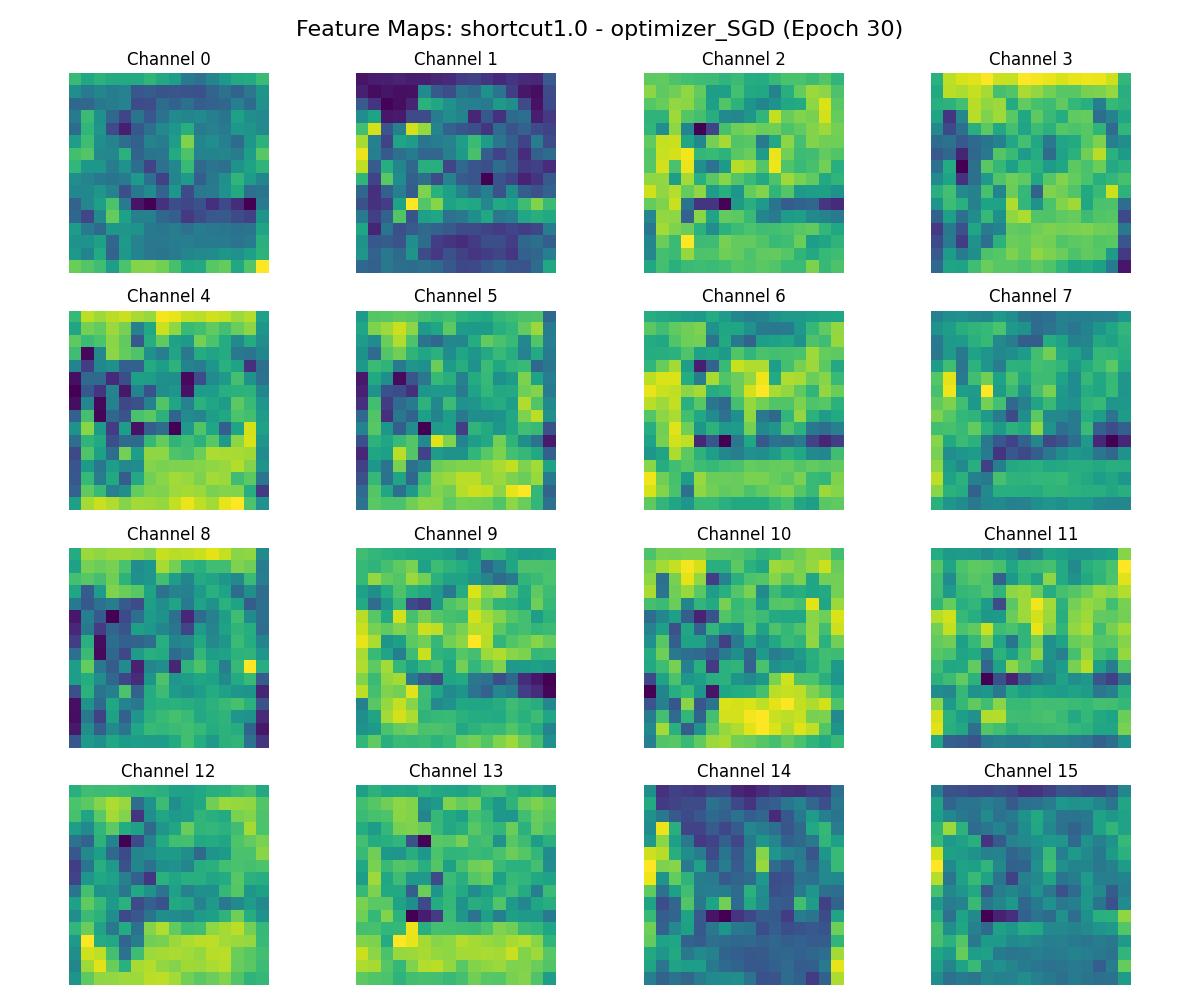 Feature Maps: shortcut1.0 - optimizer_SGD (Epoch 30)
Channel 0
Channel 1
Channel 2
Channel 3
Channel 4
Channel 5
Channel 6
Channel 7
Channel 8
Channel 9
Channel 10
Channel 11
Channel 12
Channel 13
Channel 14
Channel 15